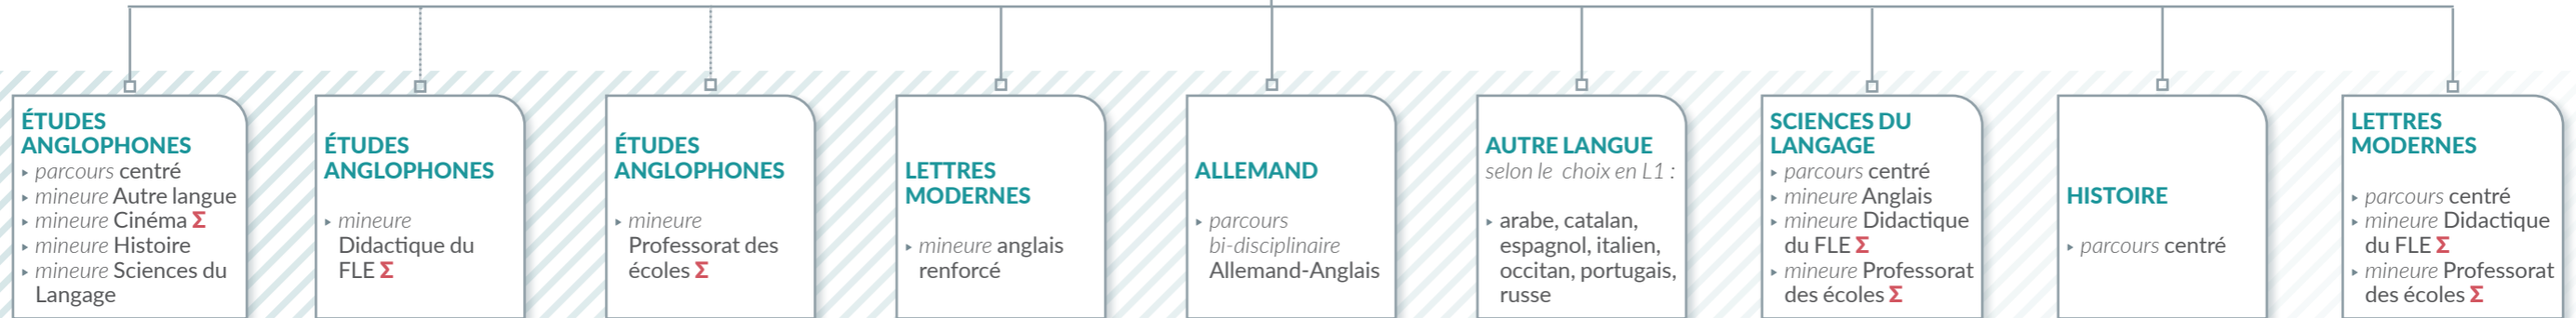 ÉTUDES
ANGLOPHONES
▸ parcours centré
▸ mineure Autre langue
▸ mineure Cinéma Σ
▸ mineure Histoire
▸ mineure Sciences du
Langage
ÉTUDES
ANGLOPHONES
▸ mineure
Didactique du
FLE Σ
ÉTUDES
ANGLOPHONES
▸ mineure
Professorat des
écoles Σ
LETTRES
MODERNES
▸ mineure anglais
renforcé
ALLEMAND
▸ parcours
bi-disciplinaire
Allemand-Anglais
AUTRE LANGUE
selon le choix en L1 :
▸ arabe, catalan,
espagnol, italien,
occitan, portugais,
russe
SCIENCES DU
LANGAGE
▸ parcours centré
▸ mineure Anglais
▸ mineure Didactique
du FLE Σ
▸ mineure Professorat
des écoles Σ
HISTOIRE
▸ parcours centré
LETTRES
MODERNES
▸ parcours centré
▸ mineure Didactique
du FLE Σ
▸ mineure Professorat
des écoles Σ